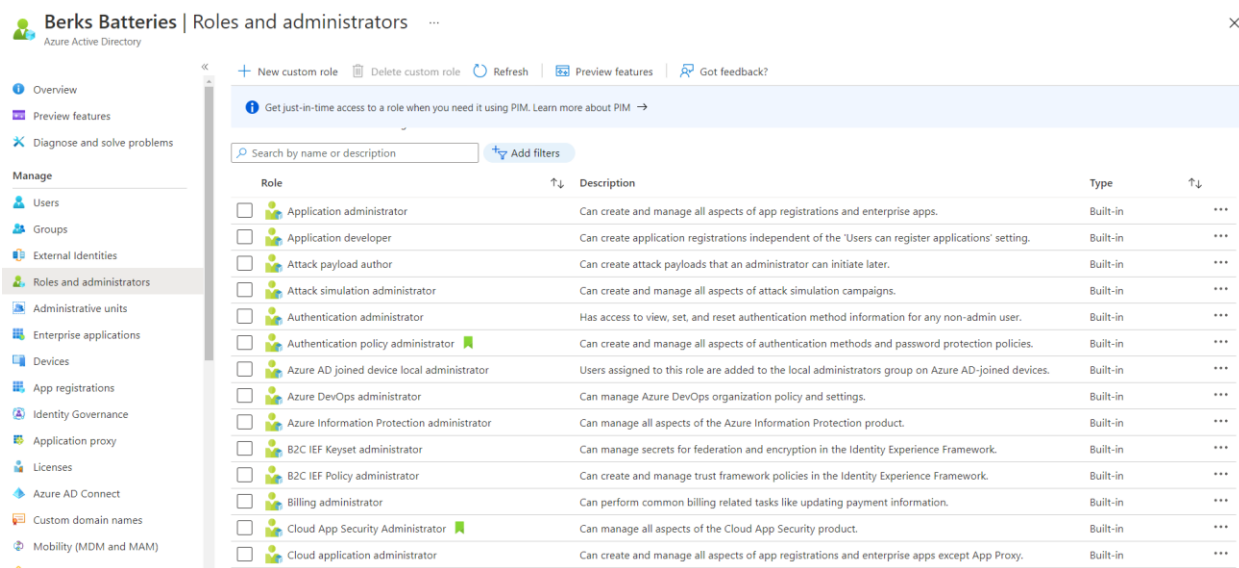 Berks Batteries | Roles and administrators ...
Azure Active Directory
Overview
Preview features
Diagnose and solve problems
Manage
Users
Groups
External Identities
Roles and administrators
Administrative units
Enterprise applications
Devices
App registrations
Identity Governance
Application proxy
Licenses
Azure AD Connect
Custom domain names
Mobility (MDM and MAM)
New custom role Delete custom role Refresh Preview features Got feedback?
Get just-in-time access to a role when you need it using PIM. Learn more about PIM →
Search by name or description Add filters
Role Description Type
Application administrator Can create and manage all aspects of app registrations and enterprise apps. Built-in ...
Application developer Can create application registrations independent of the 'Users can register applications' setting. Built-in ...
Attack payload author Can create attack payloads that an administrator can initiate later. Built-in ...
Attack simulation administrator Can create and manage all aspects of attack simulation campaigns. Built-in ...
Authentication administrator Has access to view, set, and reset authentication method information for any non-admin user. Built-in ...
Authentication policy administrator Can create and manage all aspects of authentication methods and password protection policies. Built-in ...
Azure AD joined device local administrator Users assigned to this role are added to the local administrators group on Azure AD-joined devices. Built-in ...
Azure DevOps administrator Can manage Azure DevOps organization policy and settings. Built-in ...
Azure Information Protection administrator Can manage all aspects of the Azure Information Protection product. Built-in ...
B2C IEF Keyset administrator Can manage secrets for federation and encryption in the Identity Experience Framework. Built-in ...
B2C IEF Policy administrator Can create and manage trust framework policies in the Identity Experience Framework. Built-in ...
Billing administrator Can perform common billing related tasks like updating payment information. Built-in ...
Cloud App Security Administrator Can manage all aspects of the Cloud App Security product. Built-in ...
Cloud application administrator Can create and manage all aspects of app registrations and enterprise apps except App Proxy. Built-in ...